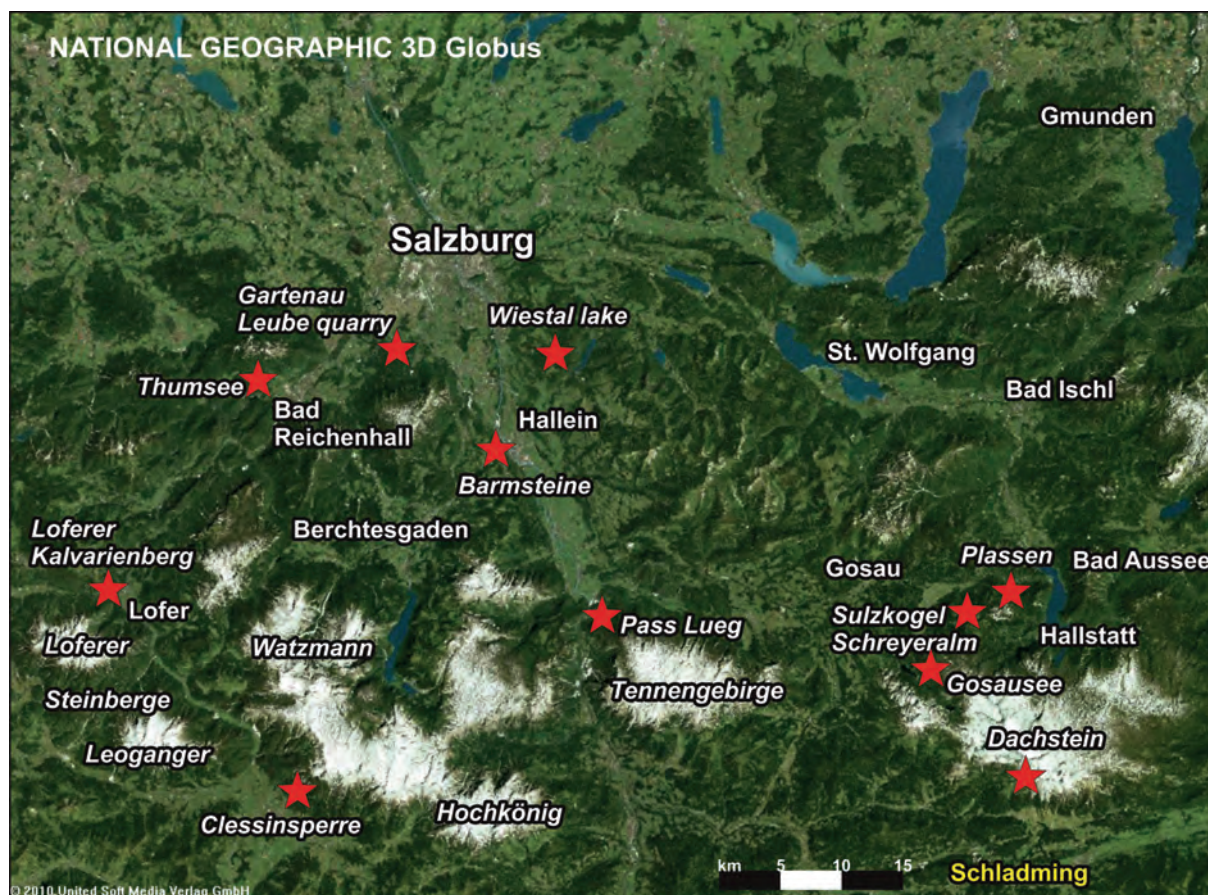 NATIONAL GEOGRAPHIC 3D Globus
Gmunden
Salzburg
Gartenau
Leube quarry
Wiestal lake
St. Wolfgang
Thumsee
Bad
Reichenhall
Bad Ischl
Hallein
Barmsteine
Loferer
Kalvarienberg
Berchtesgaden
Gosau
Plassen
Bad Aussee
Lofer
Sulzkogel
Schreyeralm
Pass Lueg
Hallstatt
Loferer
Steinberge
Watzmann
Tennengebirge
Gosausee
Leoganger
Dachstein
Clessinsperre
Hochkönig
km 5 10 15
Schladming
© 2010 United Soft Media Verlag GmbH